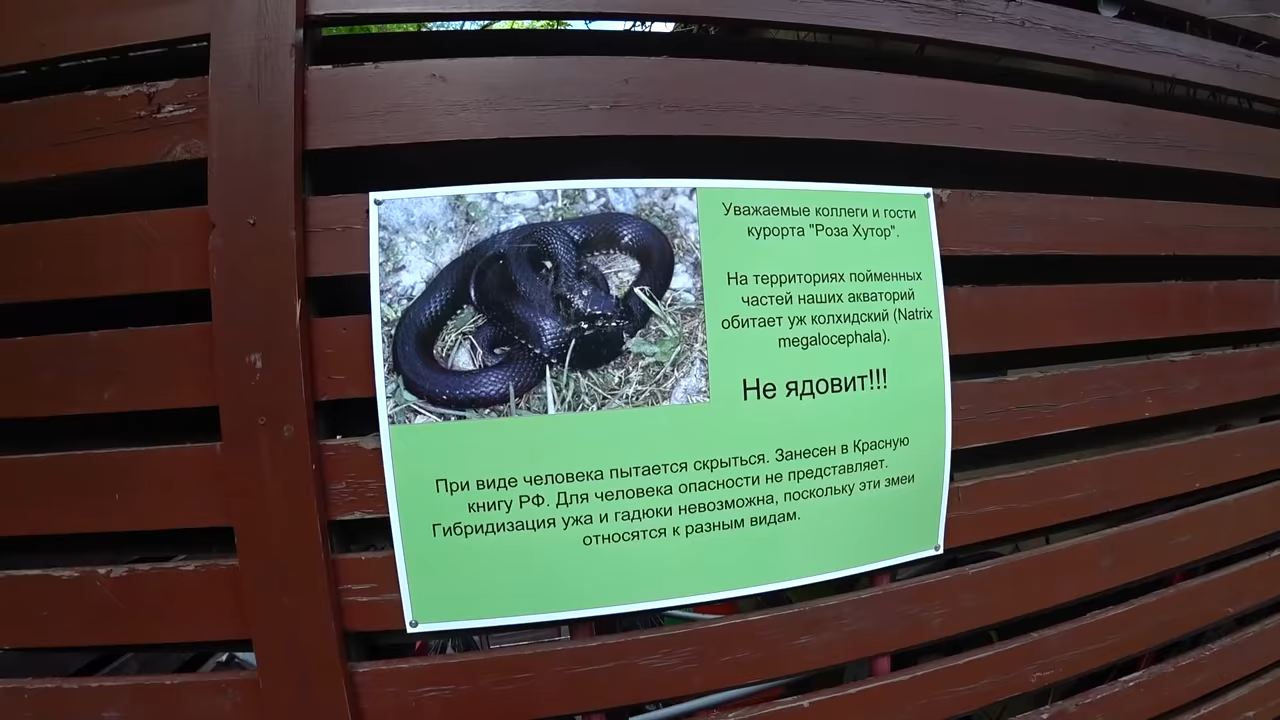 Уважаемые коллеги и гости
курорта "Роза Хутор".
На территориях пойменных
частей наших акваторий
обитает уж колхидский (Natrix
megalocephala).
Не ядовит!!!
При виде человека пытается скрыться. Занесен в Красную
книгу РФ. Для человека опасности не представляет.
Гибридизация ужа и гадюки невозможна, поскольку эти змеи
относятся к разным видам.